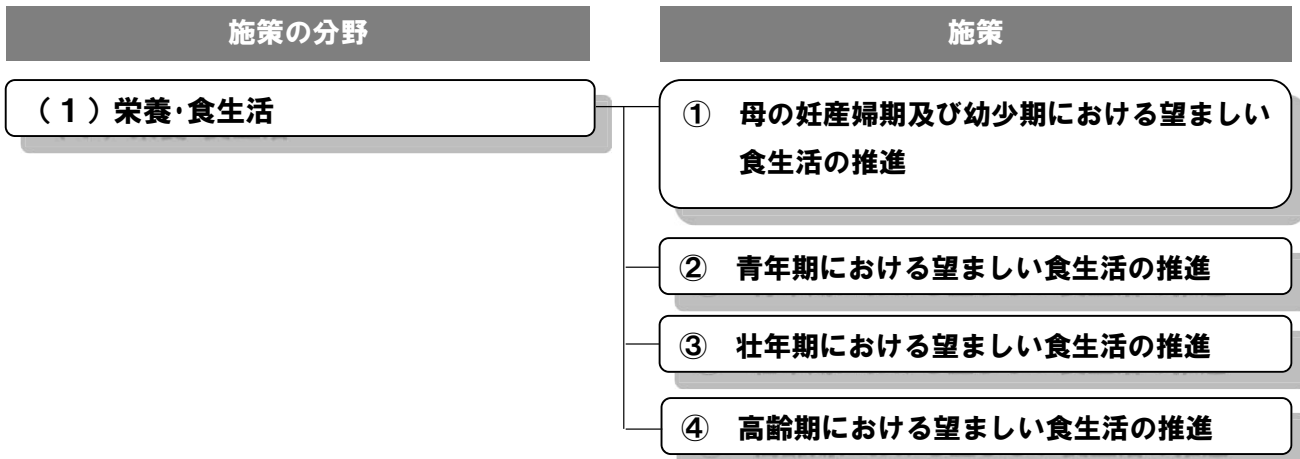 施策の分野
施策
（１）栄養・食生活
① 母の妊産婦期及び幼少期における望ましい
食生活の推進
② 青年期における望ましい食生活の推進
③ 壮年期における望ましい食生活の推進
④ 高齢期における望ましい食生活の推進